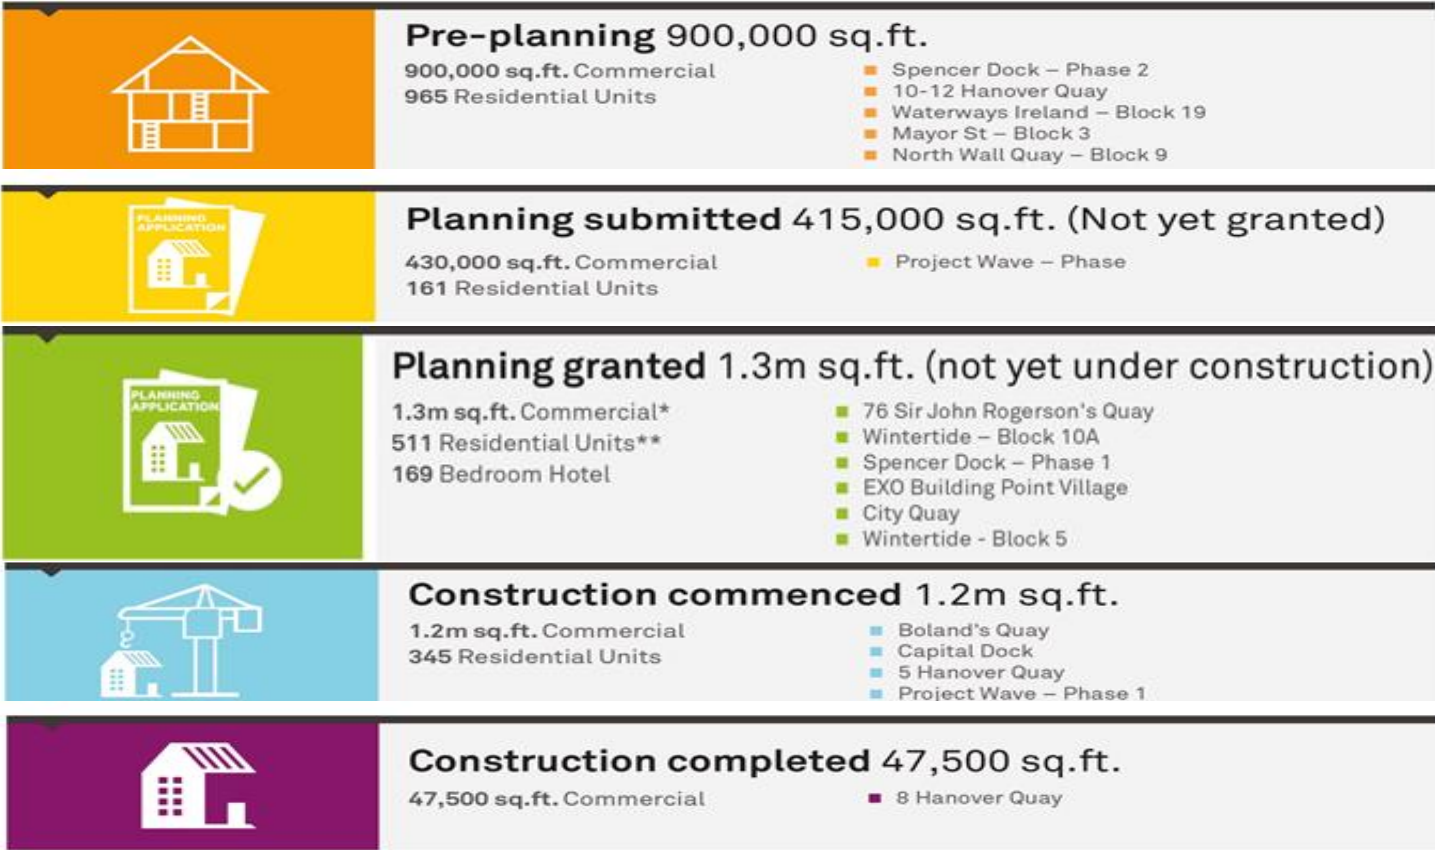 Pre-planning 900,000 sq.ft.
900,000 sq.ft. Commercial
965 Residential Units
Spencer Dock – Phase 2
10-12 Hanover Quay
Waterways Ireland – Block 19
Mayor St – Block 3
North Wall Quay – Block 9
PLANNING
APPLICATION
Planning submitted 415,000 sq.ft. (Not yet granted)
430,000 sq.ft. Commercial
161 Residential Units
Project Wave – Phase
PLANNING
APPLICATION
Planning granted 1.3m sq.ft. (not yet under construction)
1.3m sq.ft. Commercial*
511 Residential Units**
169 Bedroom Hotel
76 Sir John Rogerson's Quay
Wintertide – Block 10A
Spencer Dock – Phase 1
EXO Building Point Village
City Quay
Wintertide - Block 5
Construction commenced 1.2m sq.ft.
1.2m sq.ft. Commercial
345 Residential Units
Boland's Quay
Capital Dock
5 Hanover Quay
Project Wave – Phase 1
Construction completed 47,500 sq.ft.
47,500 sq.ft. Commercial
8 Hanover Quay